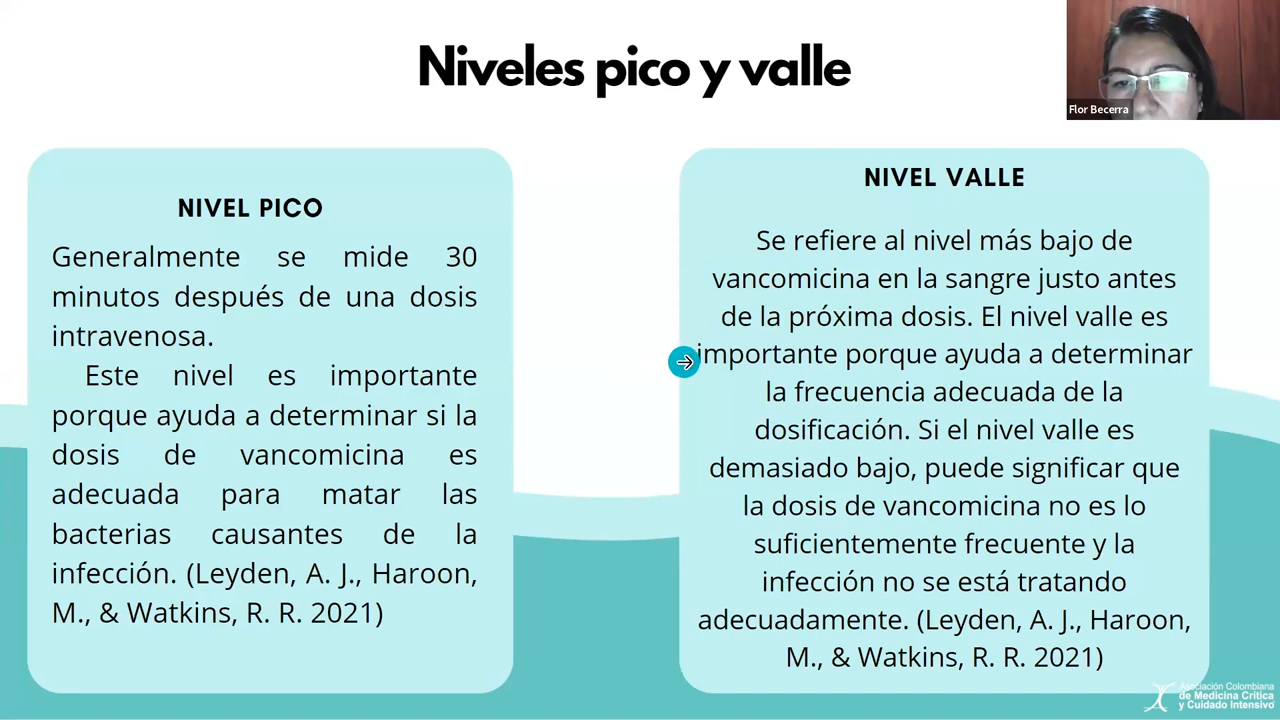 Niveles pico y valle
Flor Becerra
NIVEL PICO
Generalmente se mide 30
minutos después de una dosis
intravenosa.
Este nivel es importante
porque ayuda a determinar si la
dosis de vancomicina es
adecuada para matar las
bacterias causantes de la
infección. (Leyden, A. J., Haroon,
M., & Watkins, R. R. 2021)
NIVEL VALLE
Se refiere al nivel más bajo de
vancomicina en la sangre justo antes
de la próxima dosis. El nivel valle es
importante porque ayuda a determinar
la frecuencia adecuada de la
dosificación. Si el nivel valle es
demasiado bajo, puede significar que
la dosis de vancomicina no es lo
suficientemente frecuente y la
infección no se está tratando
adecuadamente. (Leyden, A. J., Haroon,
M., & Watkins, R. R. 2021)
Asociación Colombiana
de Medicina Crítica
y Cuidado Intensivo